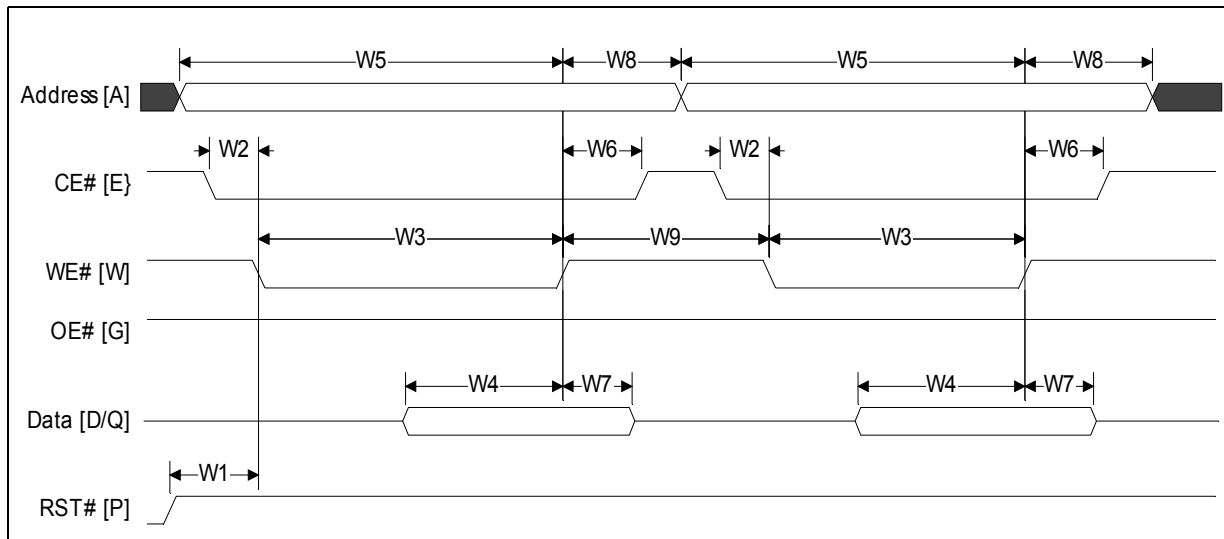 W5 W8 W5 W8
Address [A]
W2 W6 W2 W6
CE# [E}
W3 W9 W3
WE# [W]
OE# [G]
W4 W7 W4 W7
Data [D/Q]
W1
RST# [P]